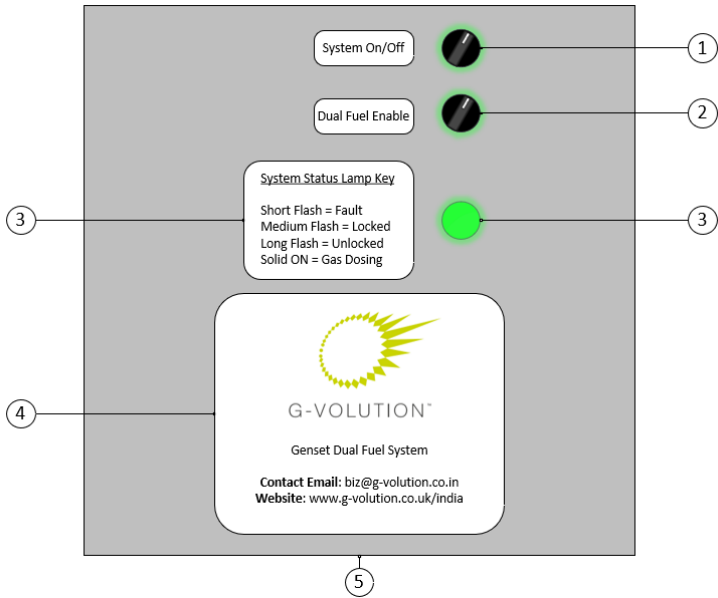 System On/Off
1
Dual Fuel Enable
2
System Status Lamp Key
Short Flash = Fault
Medium Flash = Locked
Long Flash = Unlocked
Solid ON = Gas Dosing
3
3
G-VOLUTION™
4
Genset Dual Fuel System
Contact Email: biz@g-volution.co.in
Website: www.g-volution.co.uk/india
5